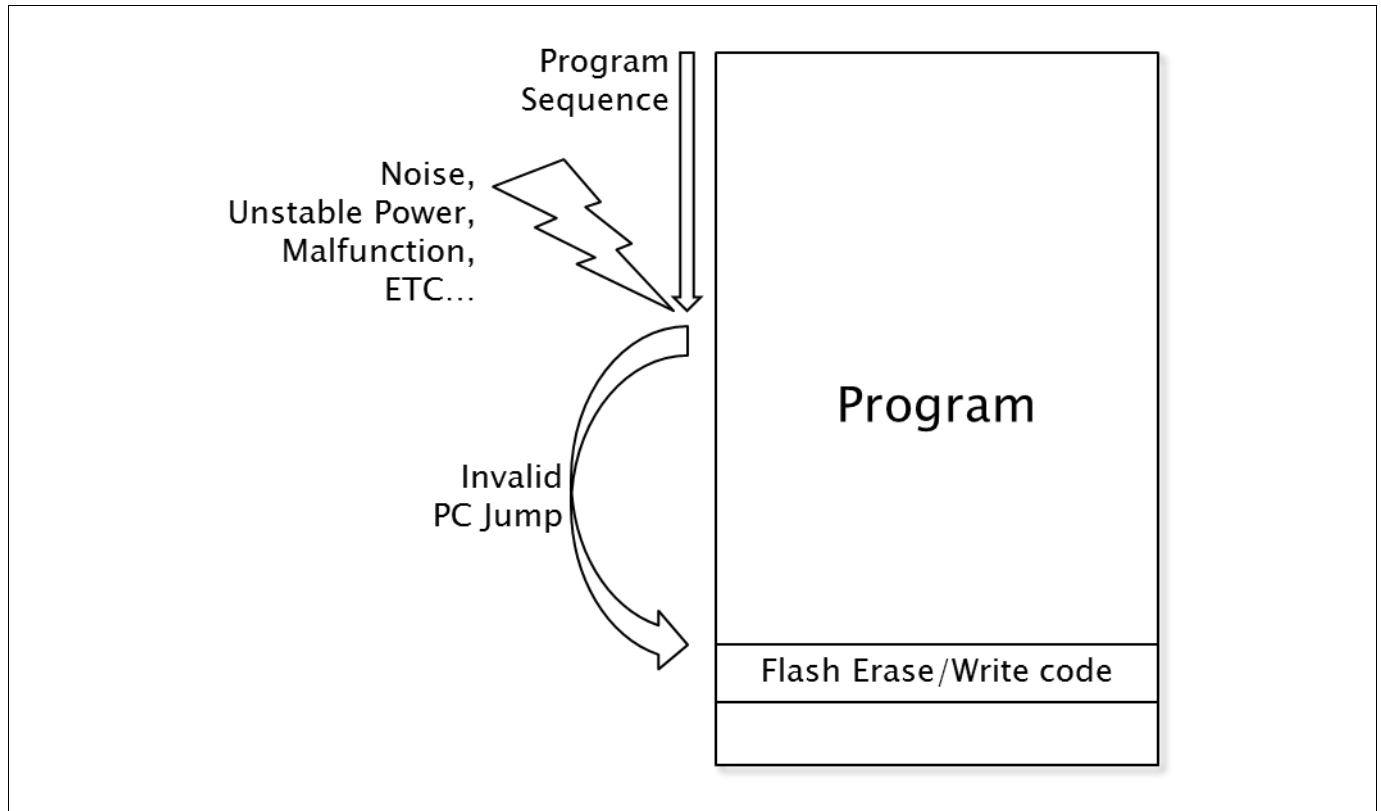 Program
Sequence
Noise,
Unstable Power,
Malfunction,
ETC...
Program
Invalid
PC Jump
Flash Erase/Write code